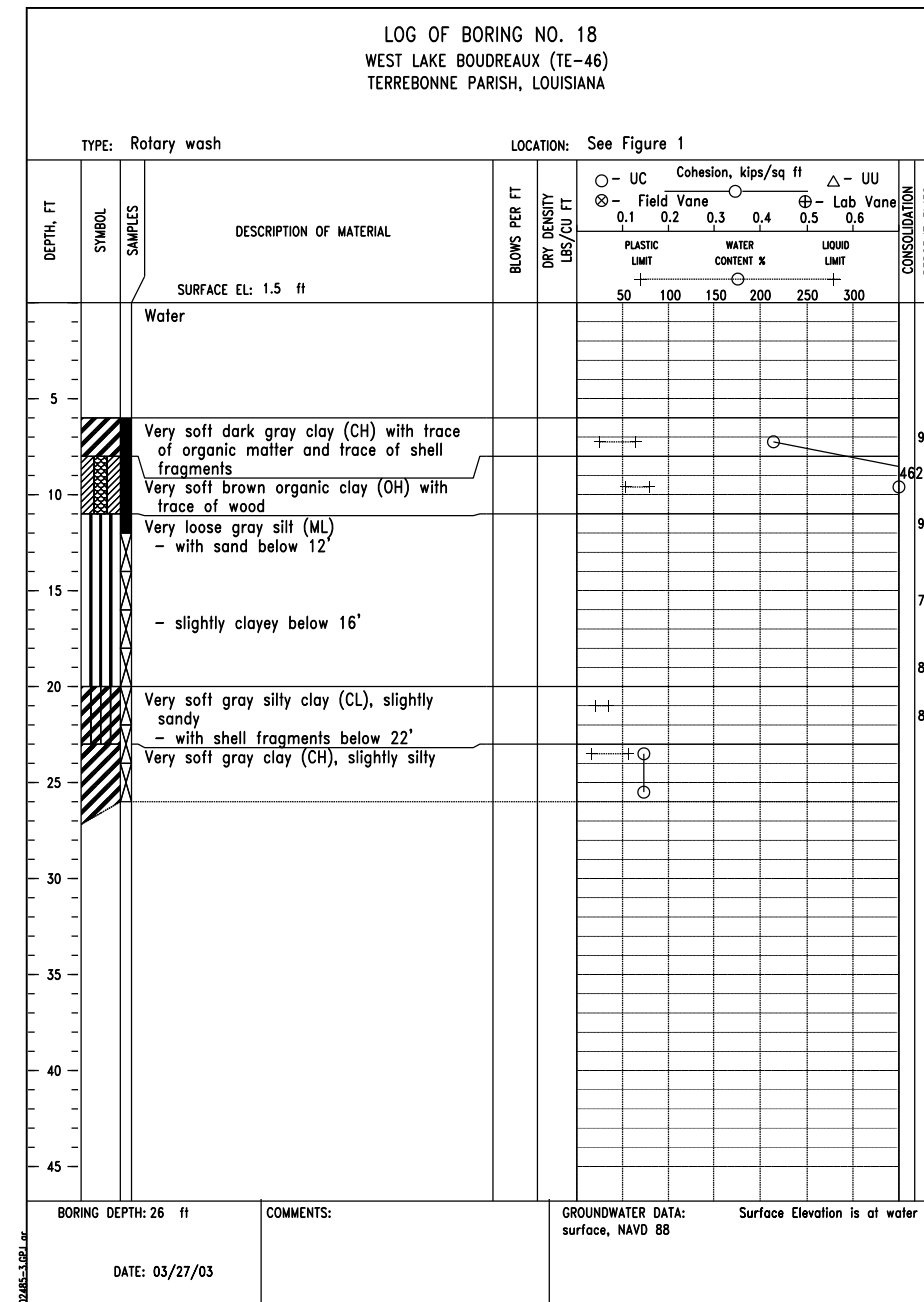 LOG OF BORING NO. 18
WEST LAKE BOUDREAUX (TE-46)
TERREBONNE PARISH, LOUISIANA
TYPE: Rotary wash
LOCATION: See Figure 1
DEPTH, FT
SYMBOL
SAMPLES
DESCRIPTION OF MATERIAL
SURFACE EL: 1.5 ft
BLOWS PER FT
DRY DENSITY
LBS/CU FT
- UC
Cohesion, kips/sq ft
- UU
- Field Vane
- Lab Vane
0.1 0.2 0.3 0.4 0.5 0.6
PLASTIC LIMIT
WATER CONTENT %
LIQUID LIMIT
50 100 150 200 250 300
CONSOLIDATION
Water
5
Very soft dark gray clay (CH) with trace
of organic matter and trace of shell
fragments
9
462
Very soft brown organic clay (OH) with
trace of wood
10
Very loose gray silt (ML)
- with sand below 12'
9
15
7
- slightly clayey below 16'
8
20
Very soft gray silty clay (CL), slightly
sandy
8
- with shell fragments below 22'
Very soft gray clay (CH), slightly silty
25
30
35
40
45
BORING DEPTH: 26 ft
DATE: 03/27/03
COMMENTS:
GROUNDWATER DATA: Surface Elevation is at water
surface, NAVD 88